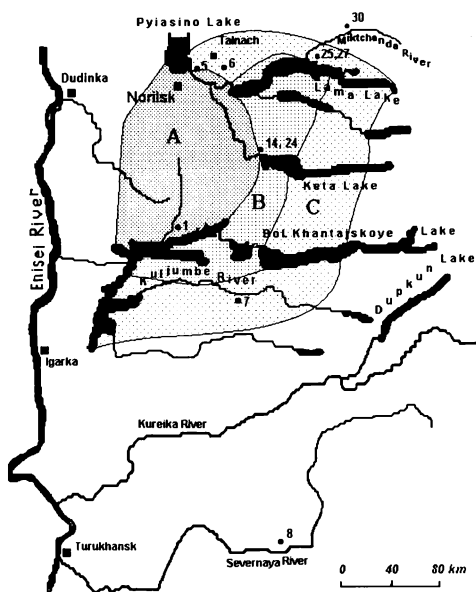 30
Pyiasino Lake
Talnach
Miktchanda River
25,27
5
6
Dudinka
Lama Lake
Norilsk
A
14, 24
Keta Lake
B
C
Enisei River
1
Bol. Khantaiskoye Lake
Lake
Kuljumbe River
Dupkun
7
Igarka
Kureika River
8
Turukhansk
Severnaya River
0 40 80 km